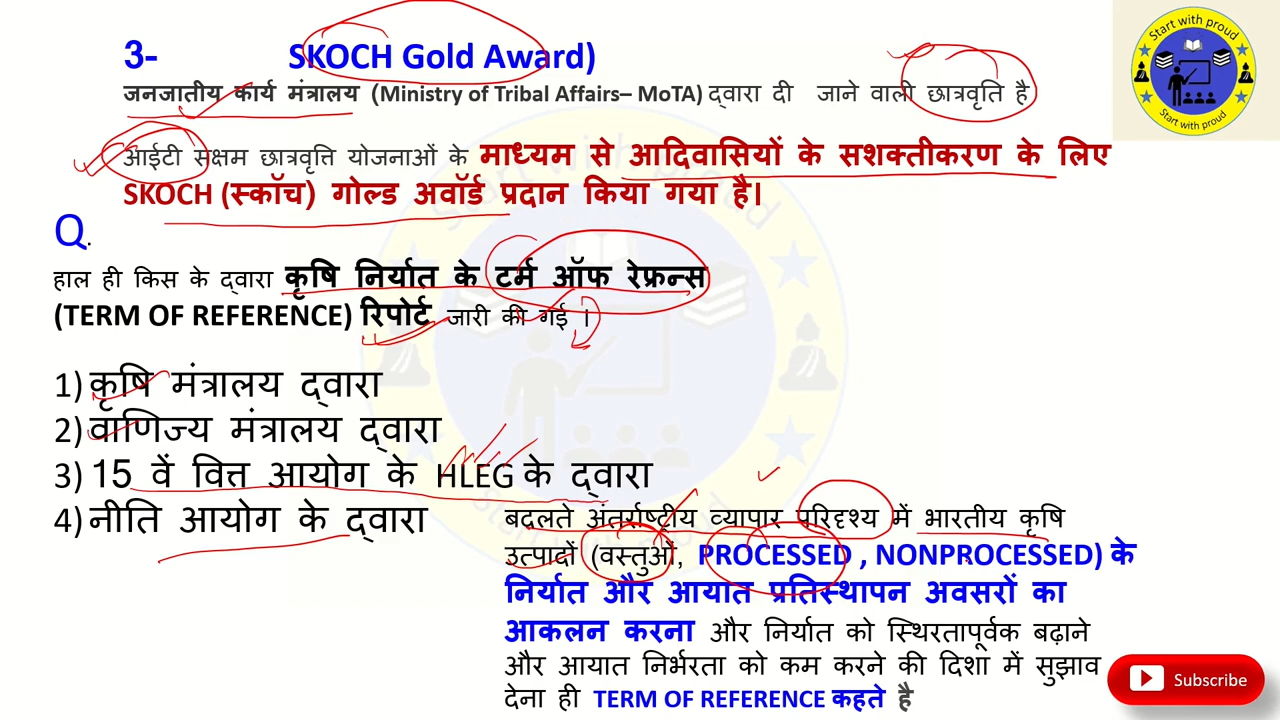 3- SKOCH Gold Award)
जनजातीय कार्य मंत्रालय (Ministry of Tribal Affairs– MoTA) द्वारा दी जाने वाली छात्रवृति है
आईटी सक्षम छात्रवृत्ति योजनाओं के माध्यम से आदिवासियों के सशक्तीकरण के लिए
SKOCH (स्कॉच) गोल्ड अवॉर्ड प्रदान किया गया है।
Q.
हाल ही किस के द्वारा कृषि निर्यात के टर्म ऑफ रेफ्रन्स
(TERM OF REFERENCE) रिपोर्ट जारी की गई ।
1) कृषि मंत्रालय द्वारा
2) वाणिज्य मंत्रालय द्वारा
3) 15 वें वित्त आयोग के HLEG के द्वारा
4) नीति आयोग के द्वारा
बदलते अंतर्राष्ट्रीय व्यापार परिदृश्य में भारतीय कृषि
उत्पादों (वस्तुओं, PROCESSED , NONPROCESSED) के
निर्यात और आयात प्रतिस्थापन अवसरों का
आकलन करना और निर्यात को स्थिरतापूर्वक बढ़ाने
और आयात निर्भरता को कम करने की दिशा में सुझाव
देना ही TERM OF REFERENCE कहते है
Start with proud
Start with proud
Subscribe